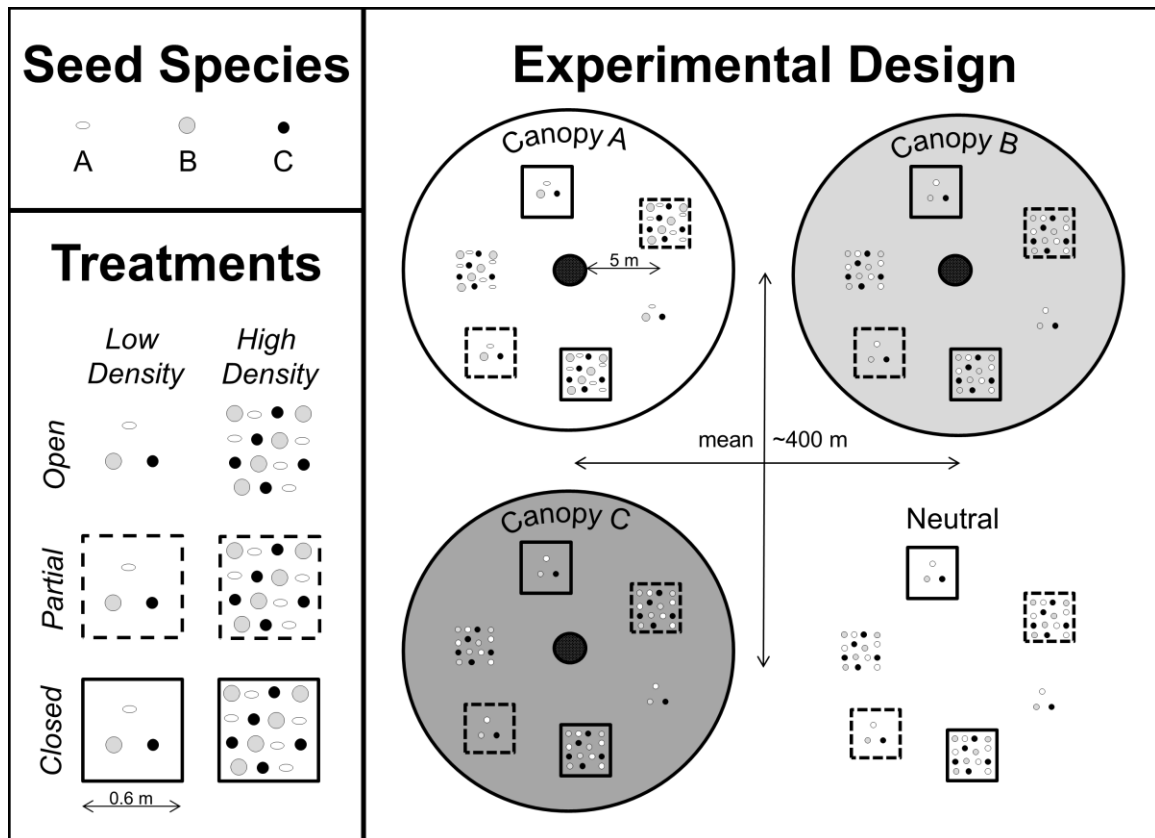 Seed Species
A B C
Treatments
Low Density
High Density
Open
Partial
Closed
0.6 m
Experimental Design
Canopy A
5 m
Canopy B
mean ~400 m
Canopy C
Neutral